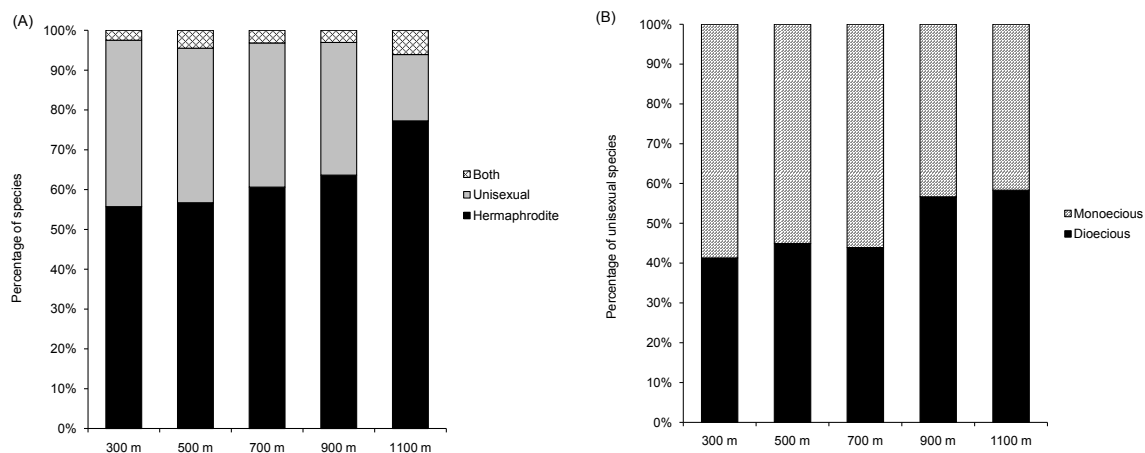 (A)
Percentage of species
100%
90%
80%
70%
60%
50%
40%
30%
20%
10%
0%
300 m 500 m 700 m 900 m 1100 m
Both
Unisexual
Hermaphrodite
(B)
Percentage of unisexual species
100%
90%
80%
70%
60%
50%
40%
30%
20%
10%
0%
300 m 500 m 700 m 900 m 1100 m
Monoecious
Dioecious